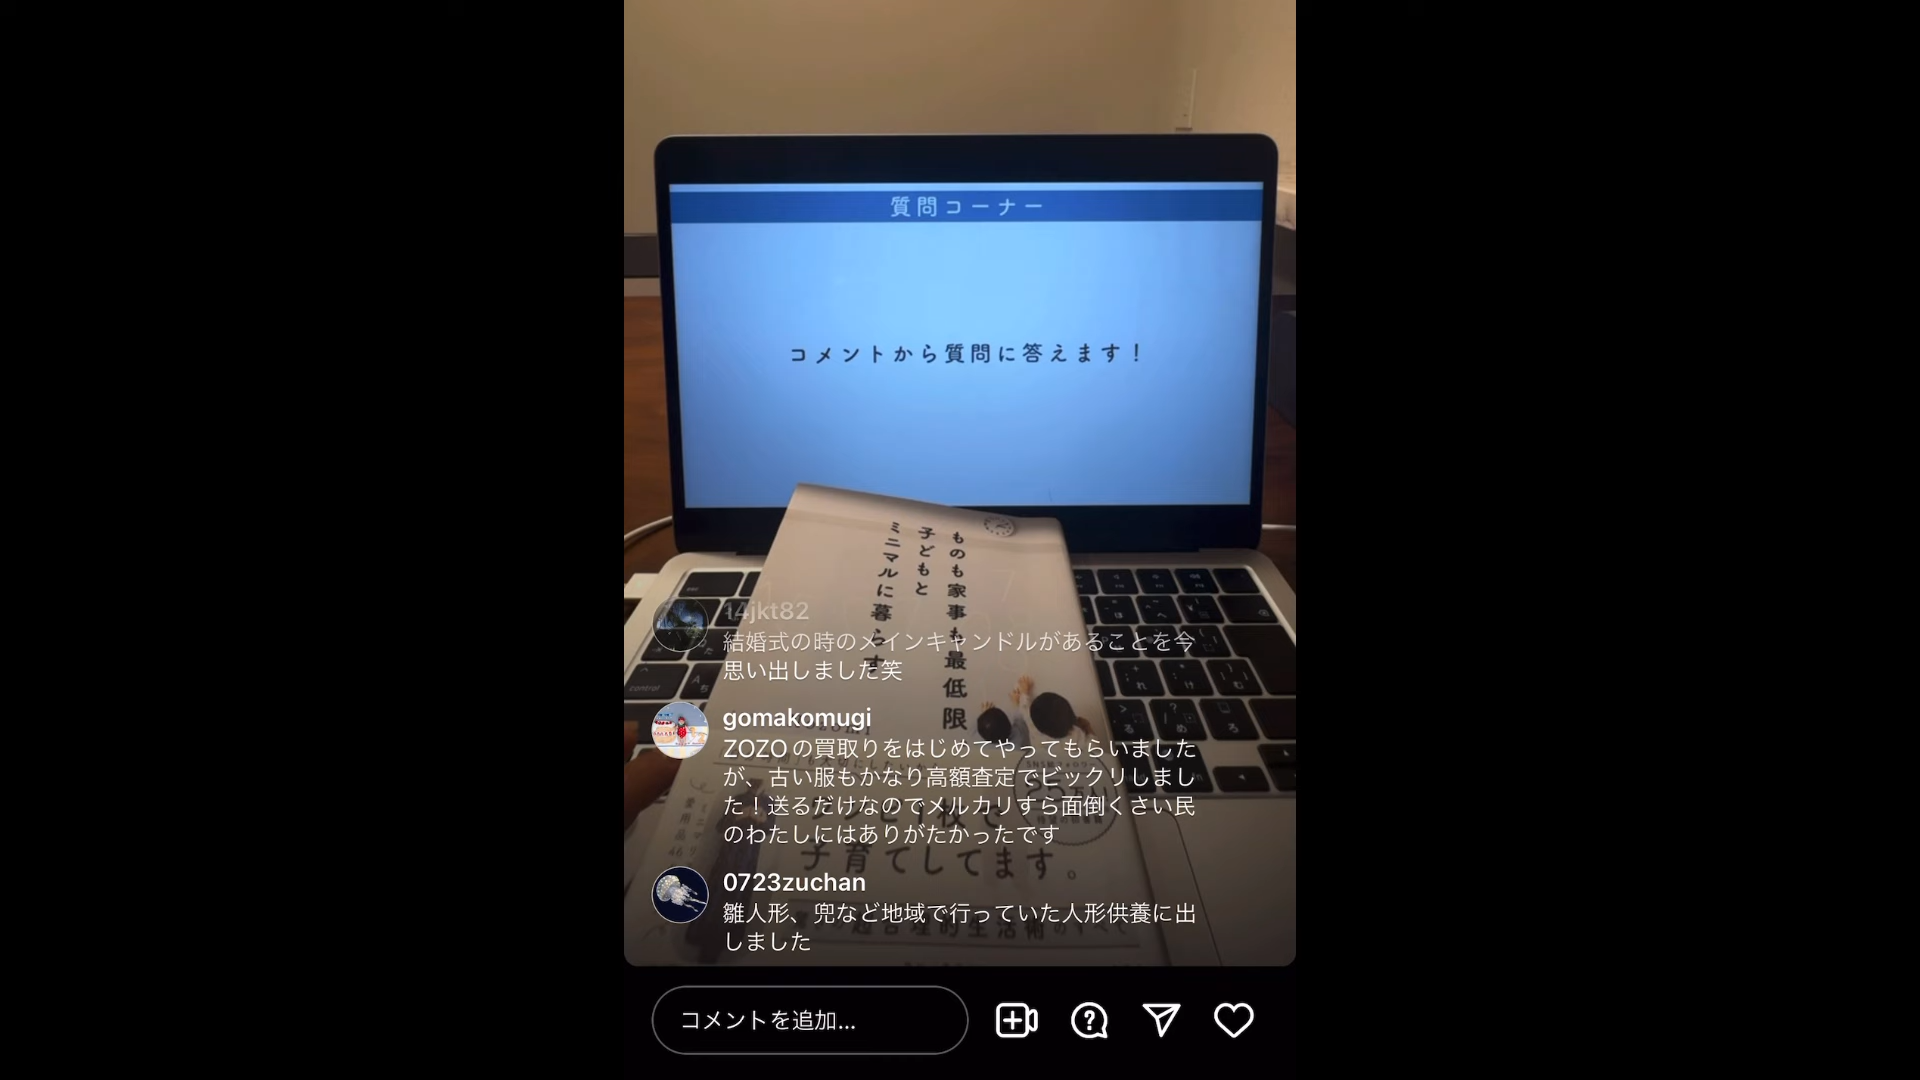 質問コーナー
コメントから質問に答えます！
ものも家事も最低限
子どもと
ミニマルに暮らす
子育てしてます。
14jkt82
結婚式の時のメインキャンドルがあることを今
思い出しました笑
gomakomugi
ZOZOの買取りをはじめてやってもらいました
が、古い服もかなり高額査定でビックリしまし
た！送るだけなのでメルカリすら面倒くさい民
のわたしにはありがたかったです
0723zuchan
雛人形、兜など地域で行っていた人形供養に出
しました
コメントを追加...